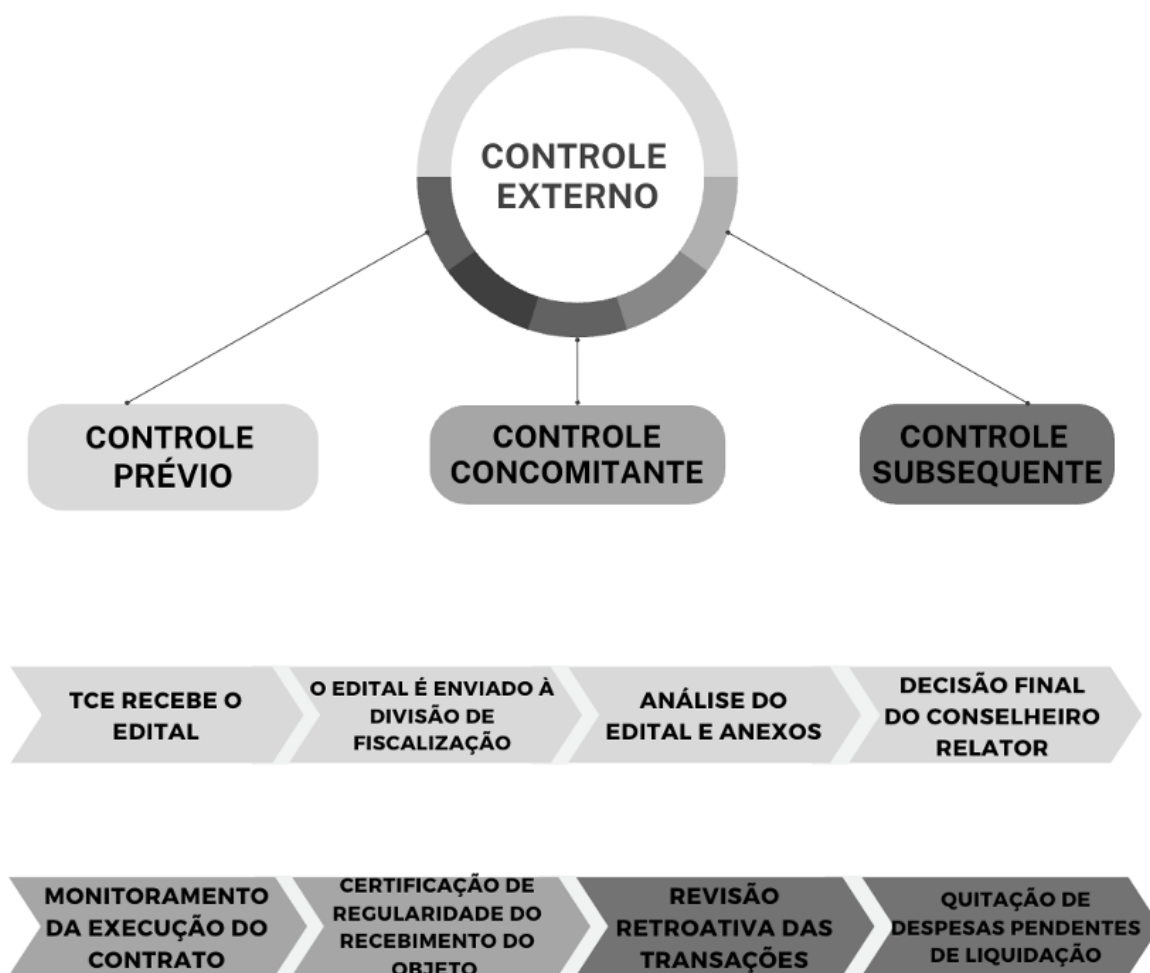 CONTROLE
EXTERNO
CONTROLE
PRÉVIO
CONTROLE
CONCOMITANTE
CONTROLE
SUBSEQUENTE
TCE RECEBE O
EDITAL
O EDITAL É ENVIADO À
DIVISÃO DE
FISCALIZAÇÃO
ANÁLISE DO
EDITAL E ANEXOS
DECISÃO FINAL
DO CONSELHEIRO
RELATOR
MONITORAMENTO
DA EXECUÇÃO DO
CONTRATO
CERTIFICAÇÃO DE
REGULARIDADE DO
RECEBIMENTO DO
OBJETO
REVISÃO
RETROATIVA DAS
TRANSAÇÕES
QUITAÇÃO DE
DESPESAS PENDENTES
DE LIQUIDAÇÃO